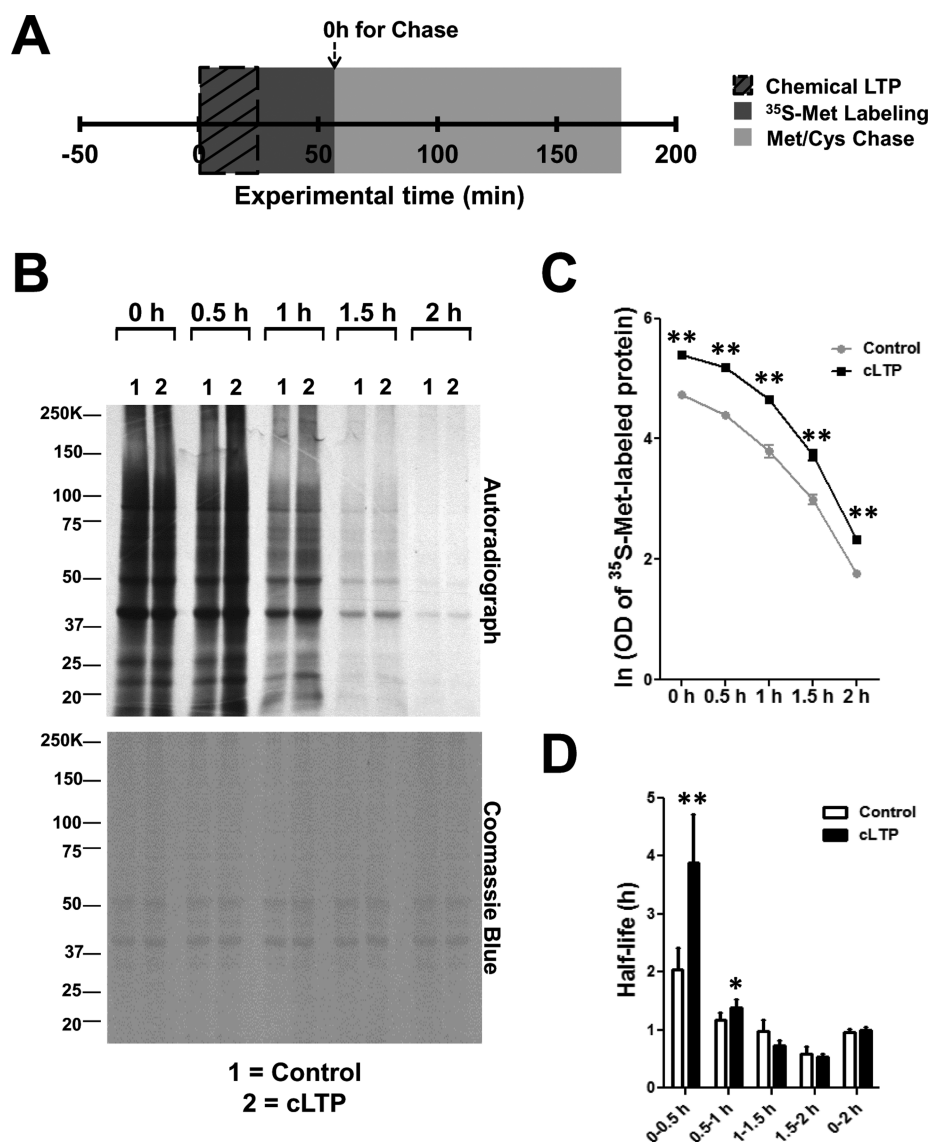 A
0h for Chase
Chemical LTP
³⁵S-Met Labeling
Met/Cys Chase
-50 0 50 100 150 200
Experimental time (min)
B
0 h 0.5 h 1 h 1.5 h 2 h
1 2 1 2 1 2 1 2 1 2
250K
150
100
75
50
37
25
20
Autoradiograph
250K
150
100
75
50
37
25
20
Coomassie Blue
1 = Control
2 = cLTP
C
ln (OD of ³⁵S-Met-labeled protein)
6
4
2
0
** ** ** ** **
Control
cLTP
0 h 0.5 h 1 h 1.5 h 2 h
D
Half-life (h)
5
4
3
2
1
0
** *
Control
cLTP
0-0.5 h 0.5-1 h 1-1.5 h 1.5-2 h 0-2 h